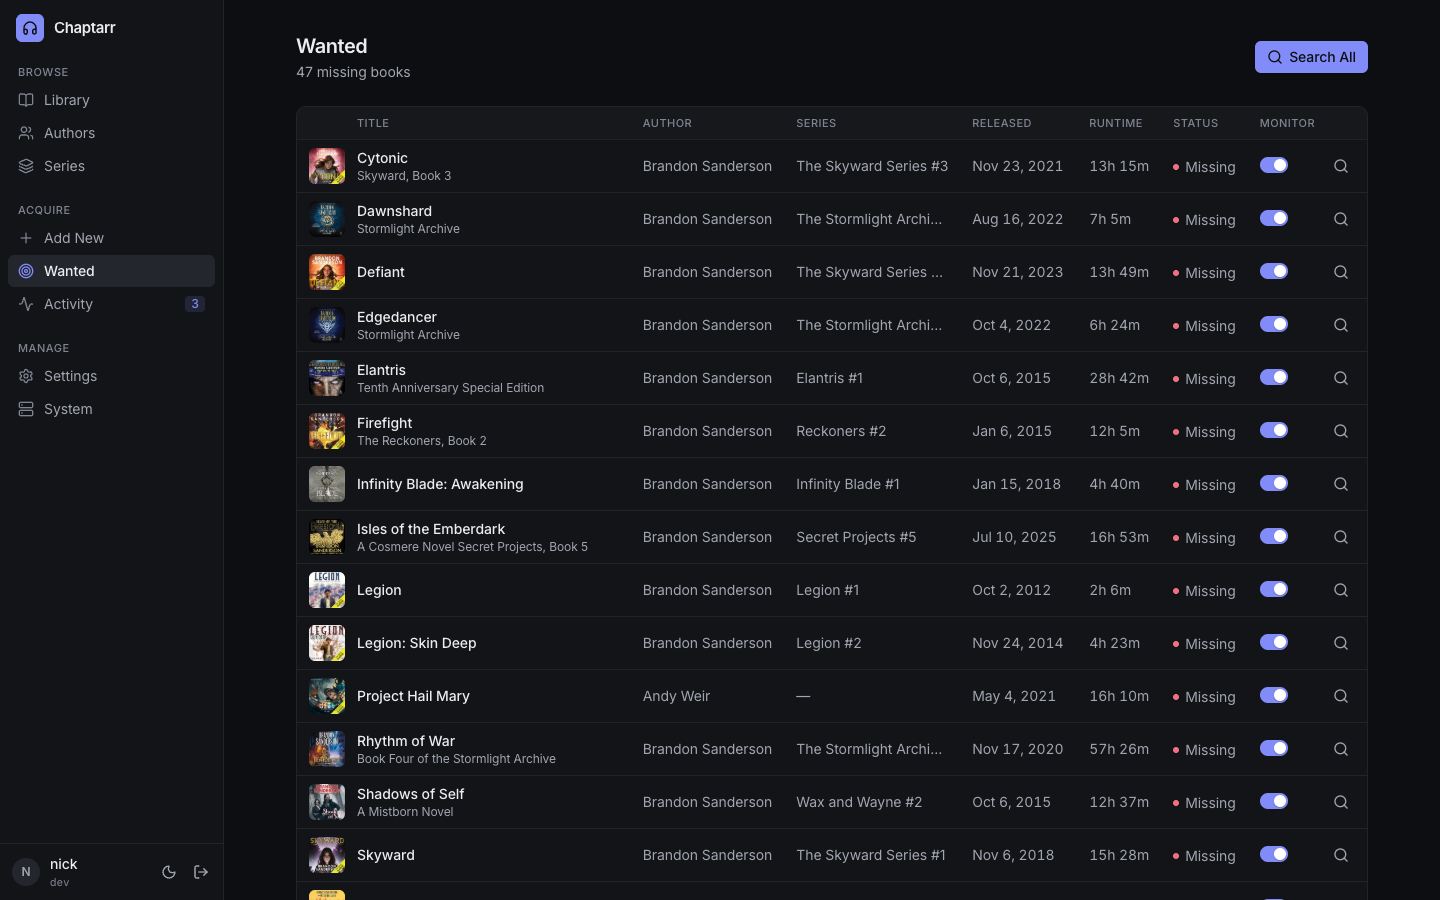 Chaptarr
BROWSE
Library
Authors
Series
ACQUIRE
Add New
Wanted
Activity 3
MANAGE
Settings
System
N nick
dev
Wanted
47 missing books
Search All
TITLE AUTHOR SERIES RELEASED RUNTIME STATUS MONITOR
Cytonic
Skyward, Book 3
Brandon Sanderson The Skyward Series #3 Nov 23, 2021 13h 15m Missing
Dawnshard
Stormlight Archive
Brandon Sanderson The Stormlight Archi... Aug 16, 2022 7h 5m Missing
Defiant Brandon Sanderson The Skyward Series ... Nov 21, 2023 13h 49m Missing
Edgedancer
Stormlight Archive
Brandon Sanderson The Stormlight Archi... Oct 4, 2022 6h 24m Missing
Elantris
Tenth Anniversary Special Edition
Brandon Sanderson Elantris #1 Oct 6, 2015 28h 42m Missing
Firefight
The Reckoners, Book 2
Brandon Sanderson Reckoners #2 Jan 6, 2015 12h 5m Missing
Infinity Blade: Awakening Brandon Sanderson Infinity Blade #1 Jan 15, 2018 4h 40m Missing
Isles of the Emberdark
A Cosmere Novel Secret Projects, Book 5
Brandon Sanderson Secret Projects #5 Jul 10, 2025 16h 53m Missing
LEGION
Legion Brandon Sanderson Legion #1 Oct 2, 2012 2h 6m Missing
LEGION
Legion: Skin Deep Brandon Sanderson Legion #2 Nov 24, 2014 4h 23m Missing
Project Hail Mary Andy Weir — May 4, 2021 16h 10m Missing
Rhythm of War
Book Four of the Stormlight Archive
Brandon Sanderson The Stormlight Archi... Nov 17, 2020 57h 26m Missing
Shadows of Self
A Mistborn Novel
Brandon Sanderson Wax and Wayne #2 Oct 6, 2015 12h 37m Missing
SKYWARD
Skyward Brandon Sanderson The Skyward Series #1 Nov 6, 2018 15h 28m Missing